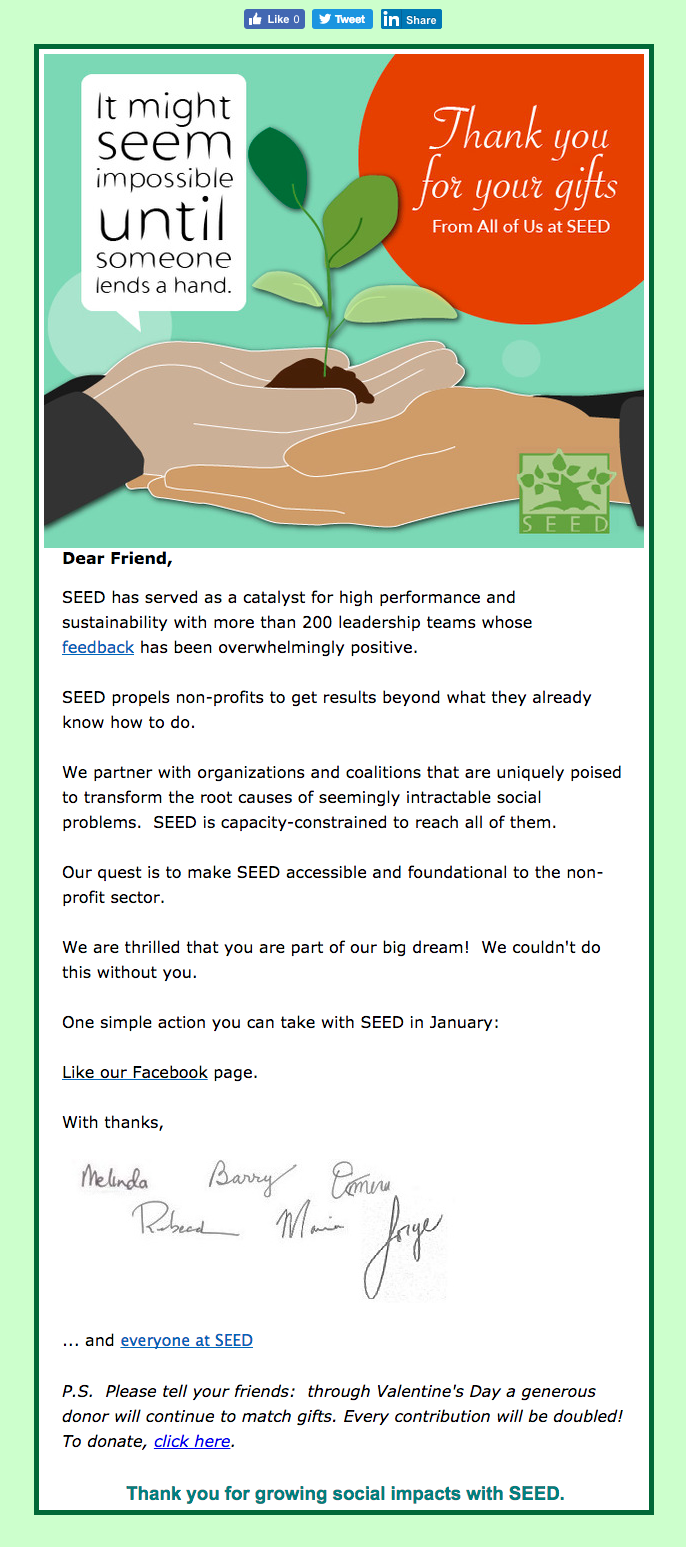 Like 0
Tweet
in Share
It might
seem
impossible
until
someone
lends a hand.
Thank you
for your gifts
From All of Us at SEED
SEED
Dear Friend,
SEED has served as a catalyst for high performance and
sustainability with more than 200 leadership teams whose
feedback has been overwhelmingly positive.
SEED propels non-profits to get results beyond what they already
know how to do.
We partner with organizations and coalitions that are uniquely poised
to transform the root causes of seemingly intractable social
problems.  SEED is capacity-constrained to reach all of them.
Our quest is to make SEED accessible and foundational to the non-
profit sector.
We are thrilled that you are part of our big dream!  We couldn't do
this without you.
One simple action you can take with SEED in January:
Like our Facebook page.
With thanks,
Melinda Barry
Maria Jorge
... and everyone at SEED
P.S.  Please tell your friends:  through Valentine's Day a generous
donor will continue to match gifts. Every contribution will be doubled!
To donate, click here.
Thank you for growing social impacts with SEED.